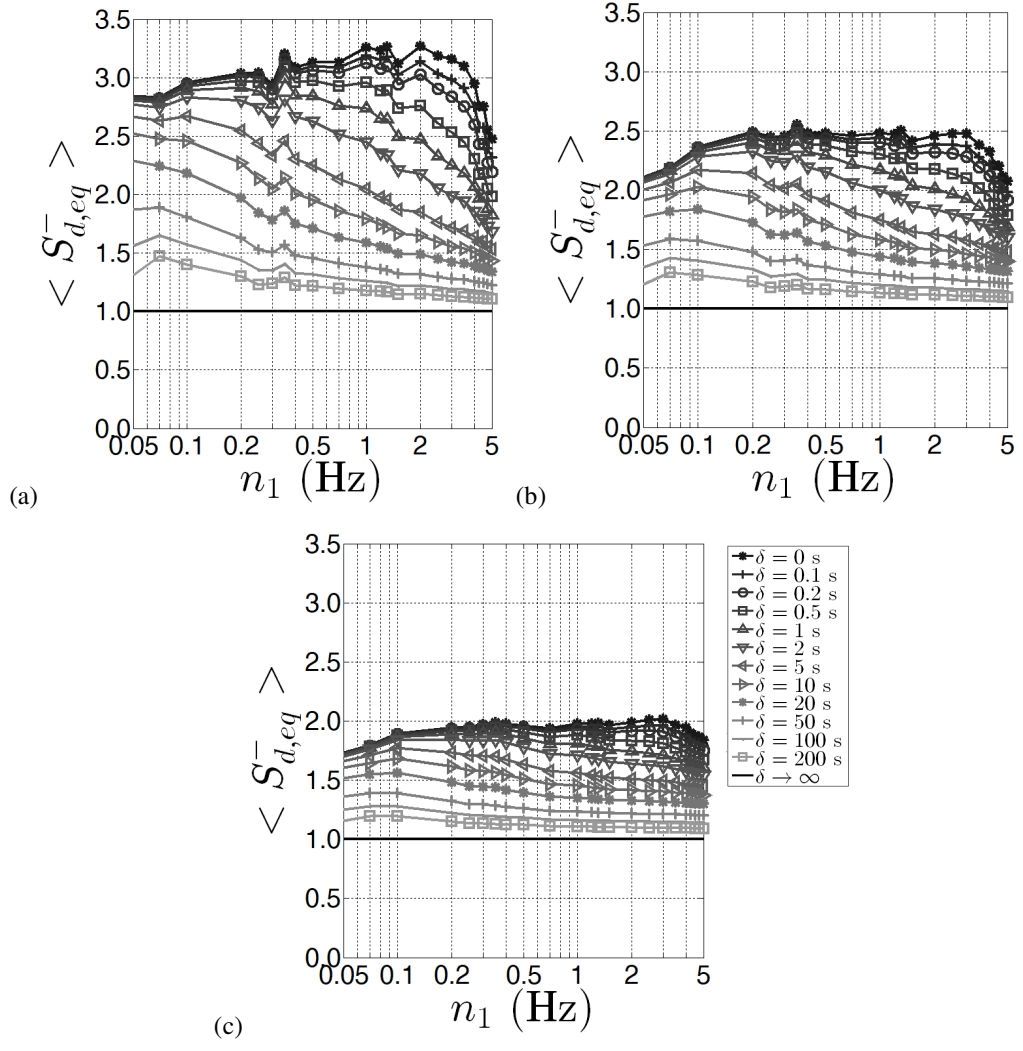 3.5
3.0
2.5
2.0
1.5
1.0
0.5
0.0
< S⁻d,eq >
0.05 0.1 0.2 0.5 1 2 5
n₁ (Hz)
(a)
3.5
3.0
2.5
2.0
1.5
1.0
0.5
0.0
< S⁻d,eq >
0.05 0.1 0.2 0.5 1 2 5
n₁ (Hz)
(b)
3.5
3.0
2.5
2.0
1.5
1.0
0.5
0.0
< S⁻d,eq >
0.05 0.1 0.2 0.5 1 2 5
n₁ (Hz)
(c)
δ = 0 s
δ = 0.1 s
δ = 0.2 s
δ = 0.5 s
δ = 1 s
δ = 2 s
δ = 5 s
δ = 10 s
δ = 20 s
δ = 50 s
δ = 100 s
δ = 200 s
δ → ∞